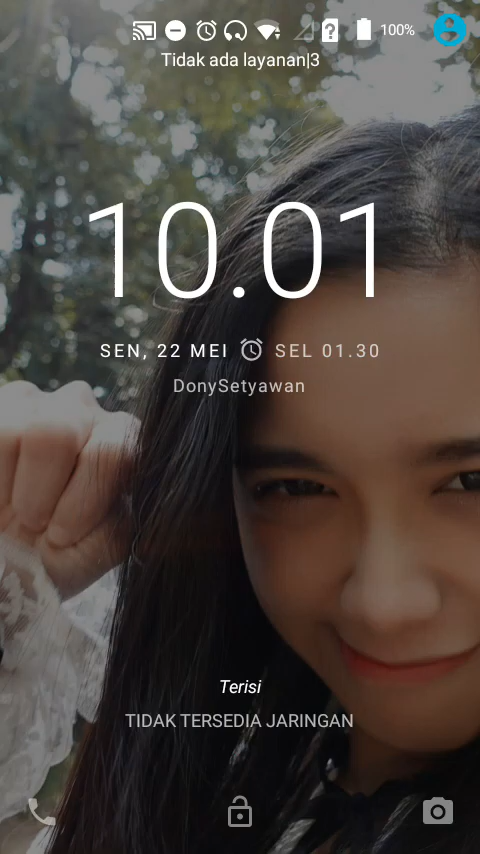 100%
Tidak ada layanan|3
10.01
SEN, 22 MEI SEL 01.30
DonySetyawan
Terisi
TIDAK TERSEDIA JARINGAN